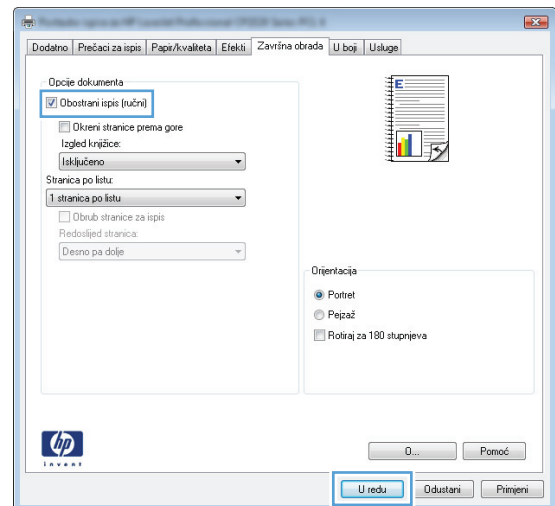 Dodatno
Prečaci za ispis
Papir/kvaliteta
Efekti
Završna obrada
U boji
Usluge
Opcije dokumenta
Obostrani ispis (ručni)
Okreni stranice prema gore
Izgled knjižice:
Isključeno
Stranica po listu:
1 stranica po listu
Obrub stranice za ispis
Redoslijed stranica:
Desno pa dolje
E
Orijentacija
Portret
Pejzaž
Rotiraj za 180 stupnjeva
hp
invent
O...
Pomoć
U redu
Odustani
Primjeni